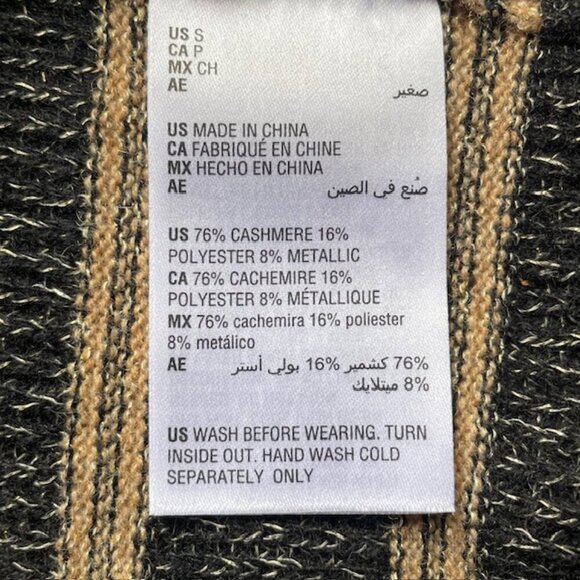 US S
CA P
MX CH
AE صغير
US MADE IN CHINA
CA FABRIQUÉ EN CHINE
MX HECHO EN CHINA
AE صُنع في الصين
US 76% CASHMERE 16%
POLYESTER 8% METALLIC
CA 76% CACHEMIRE 16%
POLYESTER 8% MÉTALLIQUE
MX 76% cachemira 16% poliester
8% metálico
AE 76% كشمير 16% بولي أستر
8% ميتلايك
US WASH BEFORE WEARING. TURN
INSIDE OUT. HAND WASH COLD
SEPARATELY ONLY